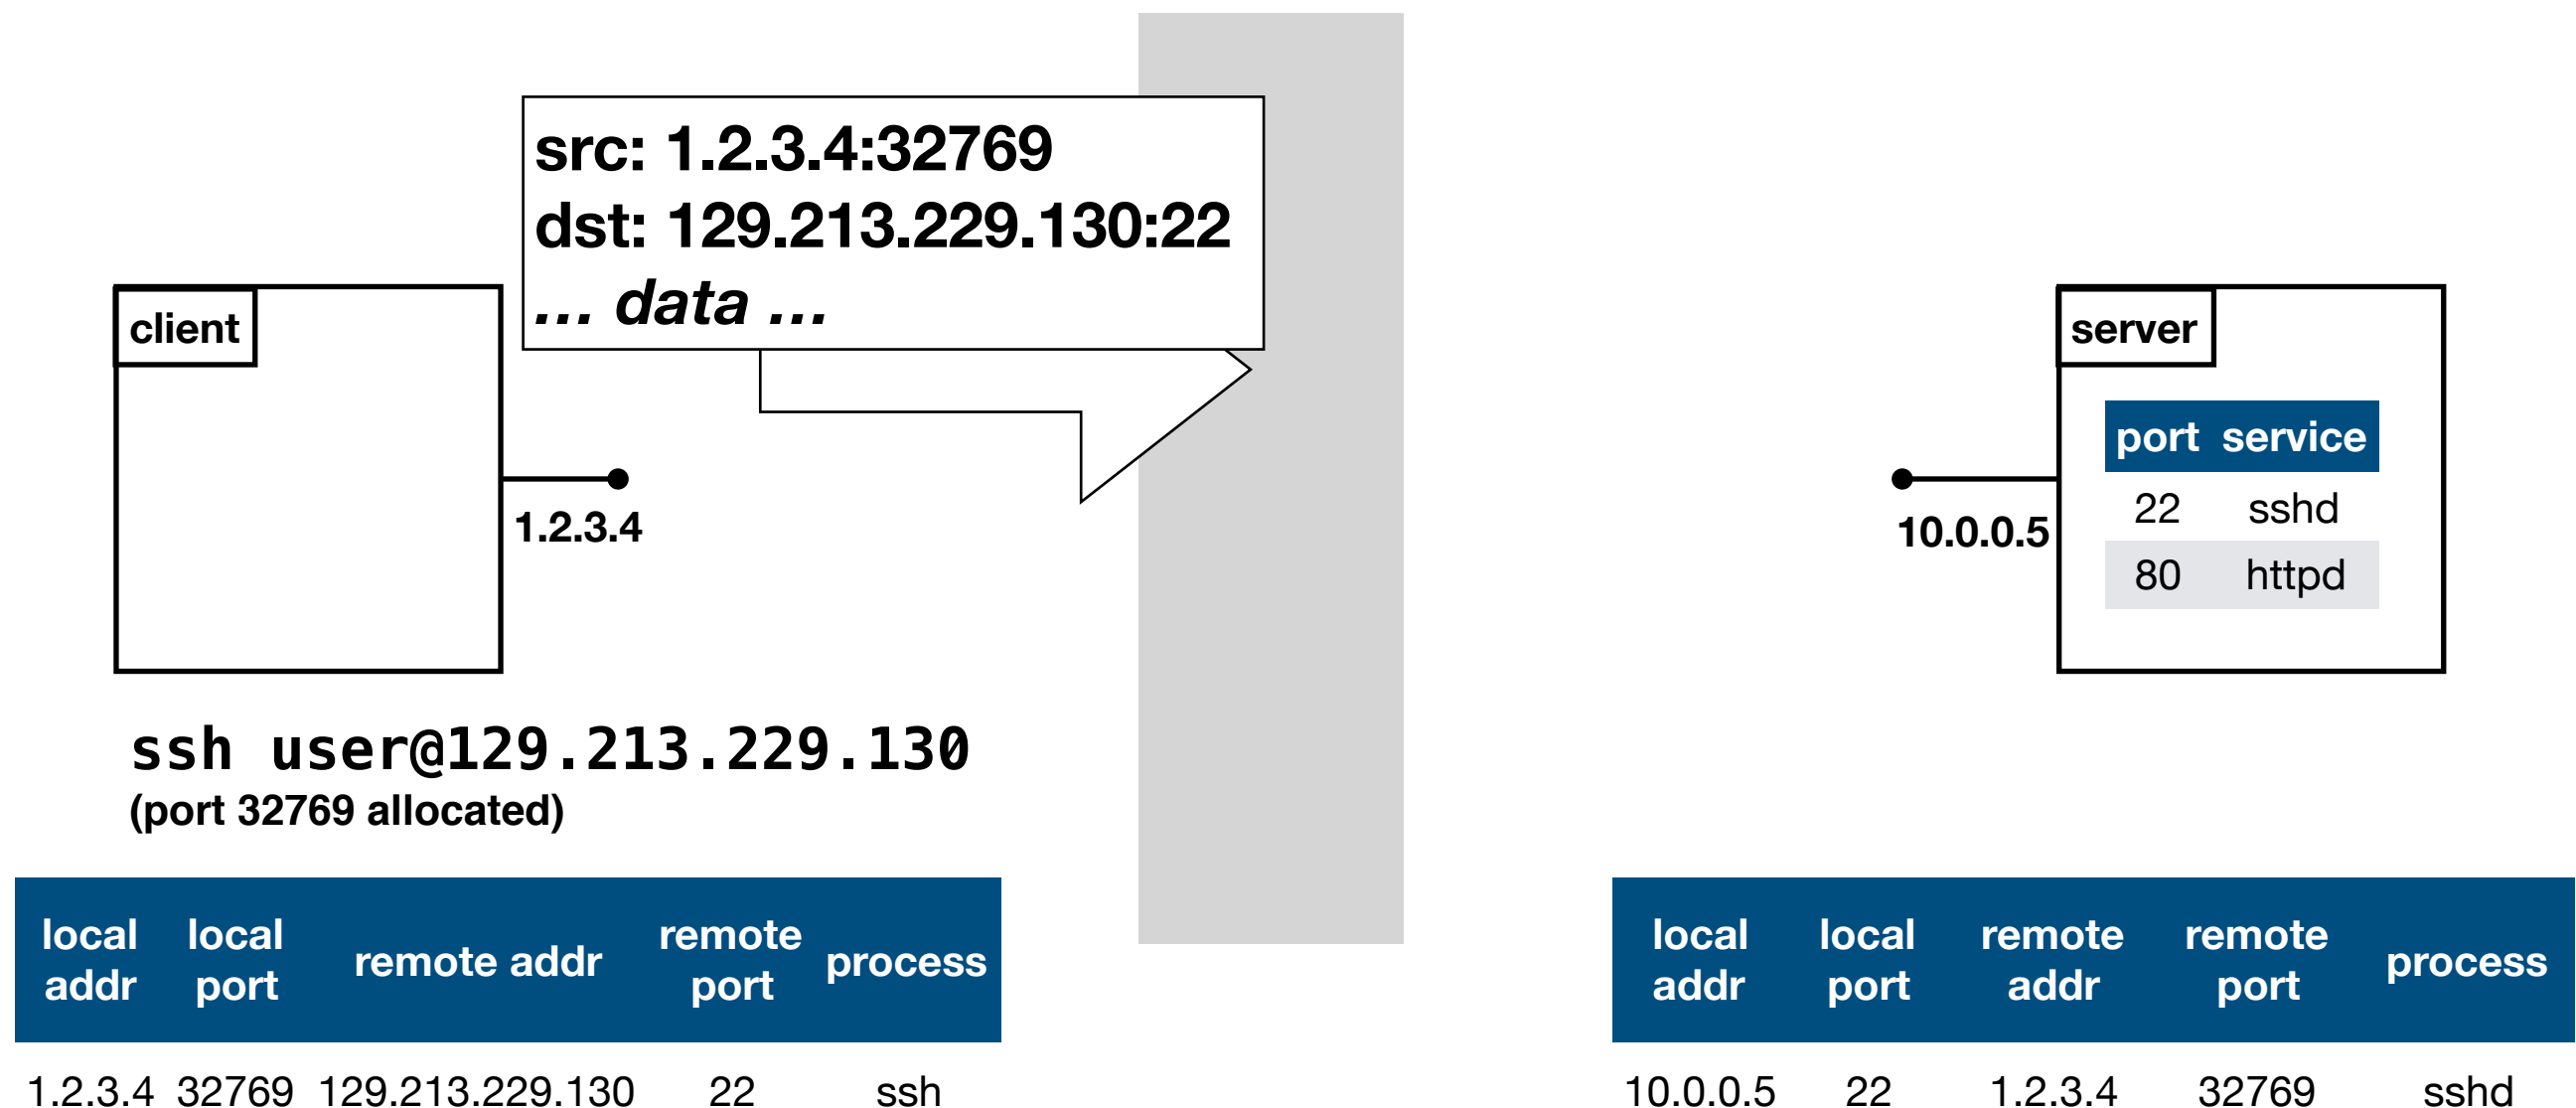 src: 1.2.3.4:32769
dst: 129.213.229.130:22
... data ...
client
1.2.3.4
server
port service
22 sshd
80 httpd
10.0.0.5
ssh user@129.213.229.130
(port 32769 allocated)
local addr local port remote addr remote port process
1.2.3.4 32769 129.213.229.130 22 ssh
local addr local port remote addr remote port process
10.0.0.5 22 1.2.3.4 32769 sshd